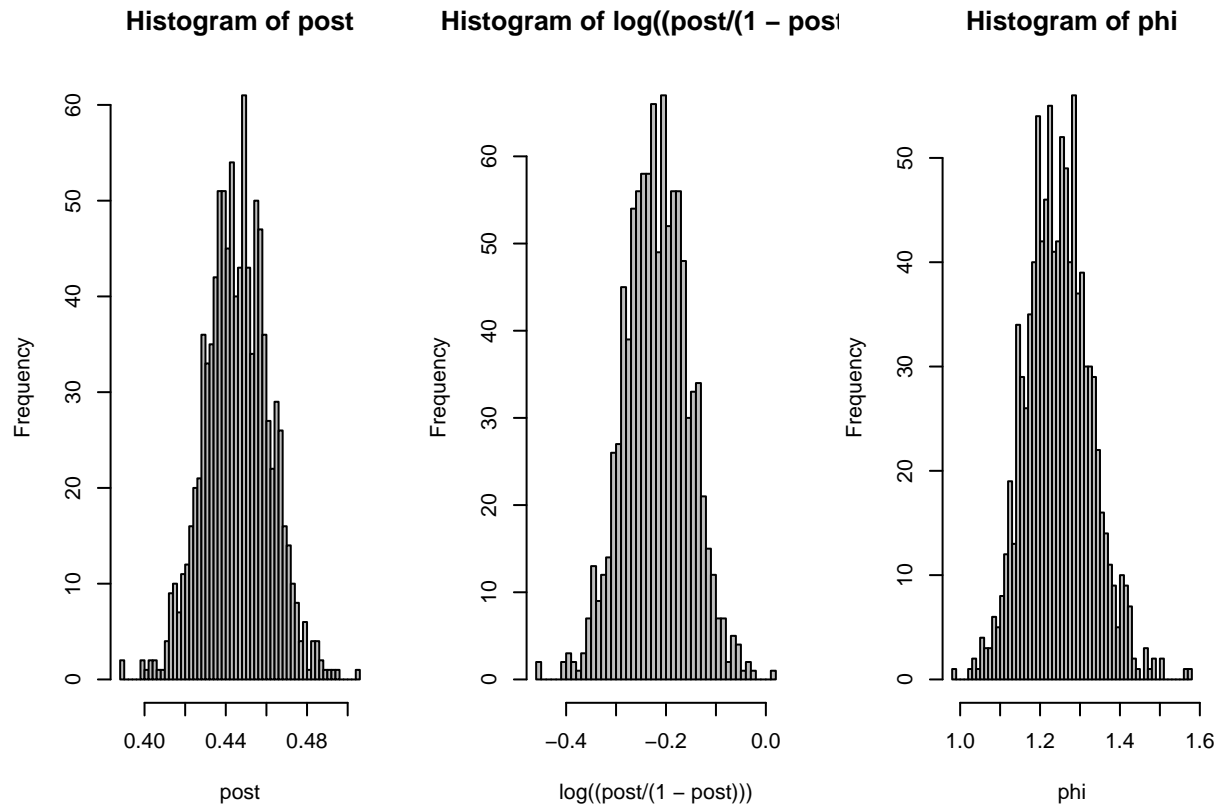 Histogram of post
Frequency
0 10 20 30 40 50 60
0.40 0.44 0.48
post
Histogram of log((post/(1 − post
Frequency
0 10 20 30 40 50 60
−0.4 −0.2 0.0
log((post/(1 − post)))
Histogram of phi
Frequency
0 10 20 30 40 50
1.0 1.2 1.4 1.6
phi